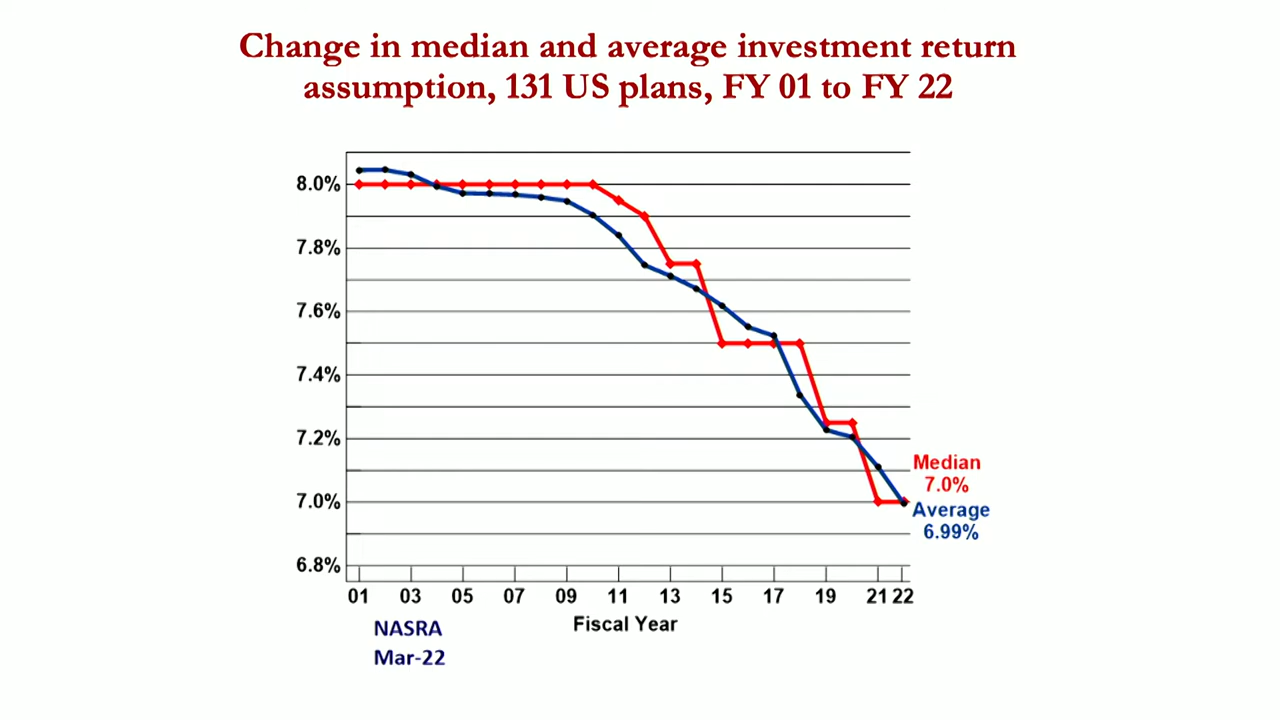 Change in median and average investment return
assumption, 131 US plans, FY 01 to FY 22
8.0%
7.8%
7.6%
7.4%
7.2%
7.0%
6.8%
Median
7.0%
Average
6.99%
01 03 05 07 09 11 13 15 17 19 21 22
Fiscal Year
NASRA
Mar-22